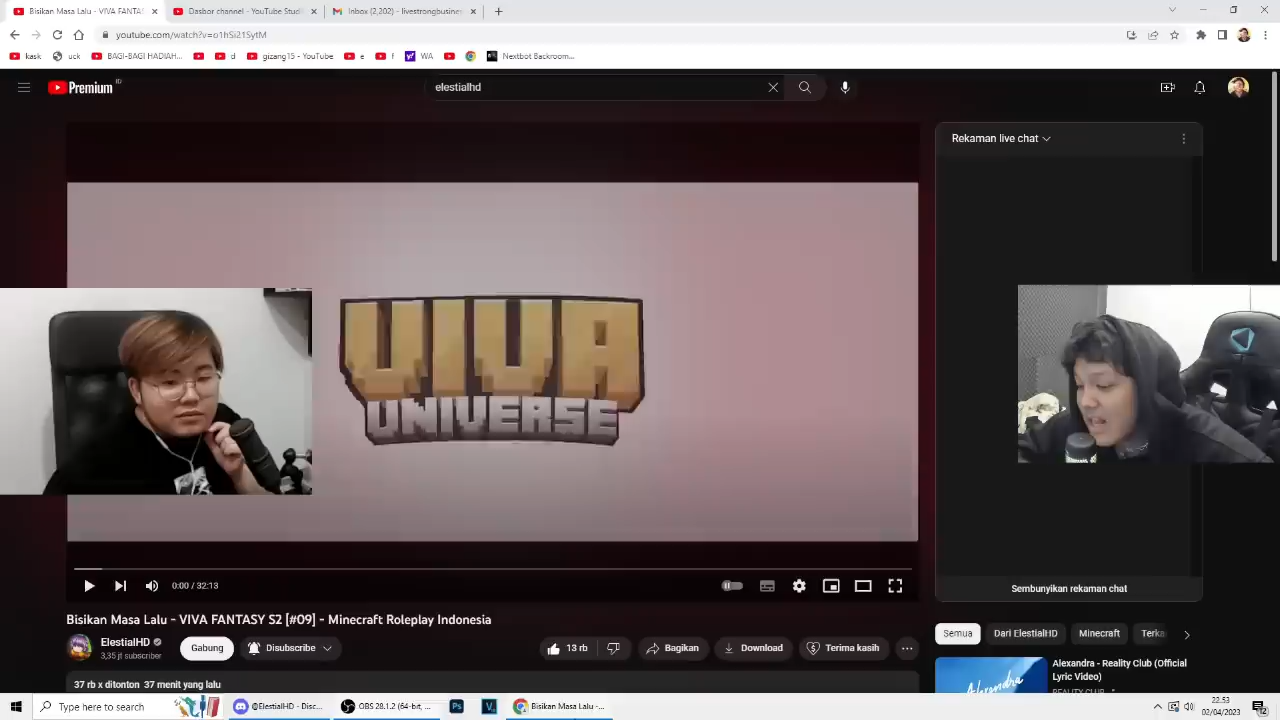 Bisikan Masa Lalu - VIVA FANTAS
Dasbor channel - YouTube Studi
Inbox (2,202) - livestrongbusine
youtube.com/watch?v=o1hSi21SytM
kask
uck
BAGI-BAGI HADIAH...
d
gizang15 - YouTube
e
f
WA
Nextbot Backroom...
Premium
ID
elestialhd
Rekaman live chat
VIVA
UNIVERSE
0:00 / 32:13
Sembunyikan rekaman chat
Bisikan Masa Lalu - VIVA FANTASY S2 [#09] - Minecraft Roleplay Indonesia
ElestialHD
3,35 jt subscriber
Gabung
Disubscribe
13 rb
Bagikan
Download
Terima kasih
37 rb x ditonton 37 menit yang lalu
Semua
Dari ElestialHD
Minecraft
Terka
Alexandra
Alexandra - Reality Club (Official
Lyric Video)
REALITY CLUB
Type here to search
@ElestialHD - Disc...
OBS 28.1.2 (64-bit, ...
Bisikan Masa Lalu -...
22.53
02/04/2023
12